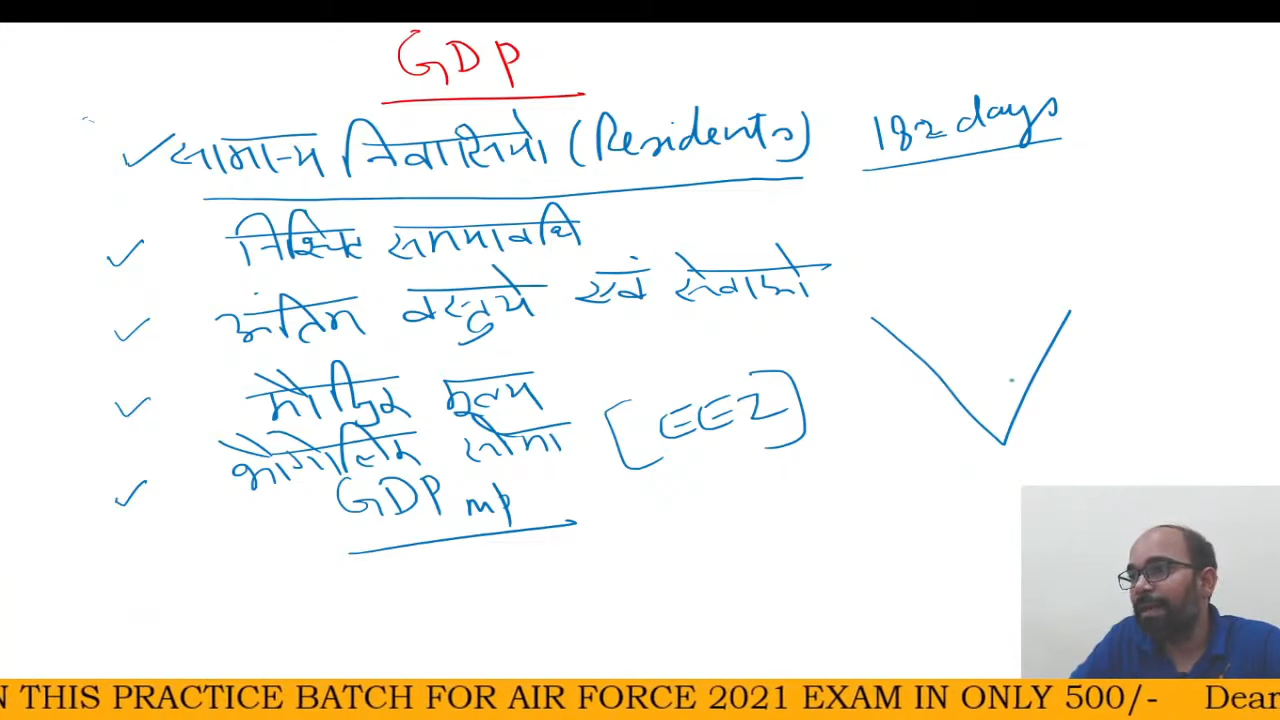 GDP
सामान्य निवासियो (Residents) 182 days
निश्चित समयावधि
अंतिम वस्तुये एवं सेवाओ
मौद्रिक मूल्य
भौगोलिक सीमा [EEZ]
GDP mp
N THIS PRACTICE BATCH FOR AIR FORCE 2021 EXAM IN ONLY 500/- Dear